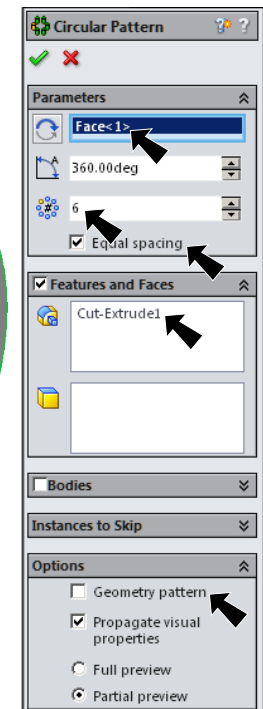 Circular Pattern ?
Parameters
Face<1>
A
360.00deg
# 6
Equal spacing
Features and Faces
Cut-Extrude1
Bodies
Instances to Skip
Options
Geometry pattern
Propagate visual
properties
Full preview
Partial preview